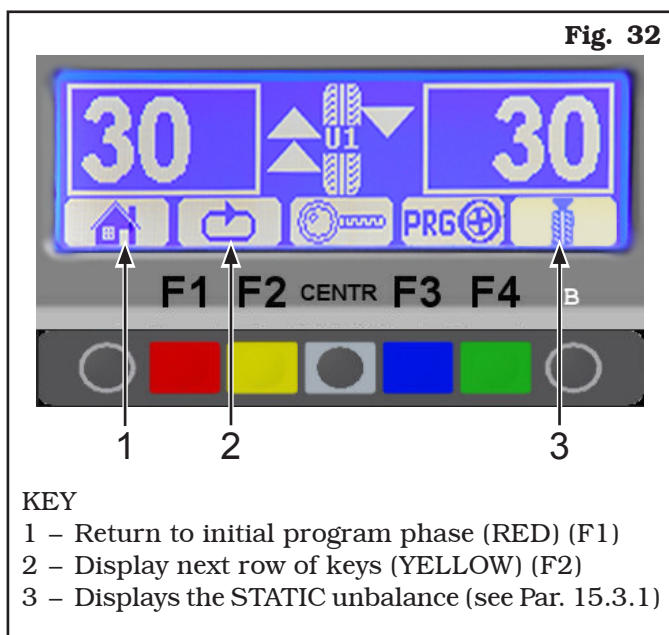 Fig. 32
30 U1 30
PRG
F1 F2 CENTR F3 F4 B
1 2 3
KEY
1 – Return to initial program phase (RED) (F1)
2 – Display next row of keys (YELLOW) (F2)
3 – Displays the STATIC unbalance (see Par. 15.3.1)